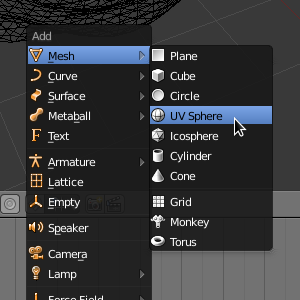 Add
Mesh
Curve
Surface
Metaball
Text
Armature
Lattice
Empty
Speaker
Camera
Lamp
Force Field
Plane
Cube
Circle
UV Sphere
Icosphere
Cylinder
Cone
Grid
Monkey
Torus